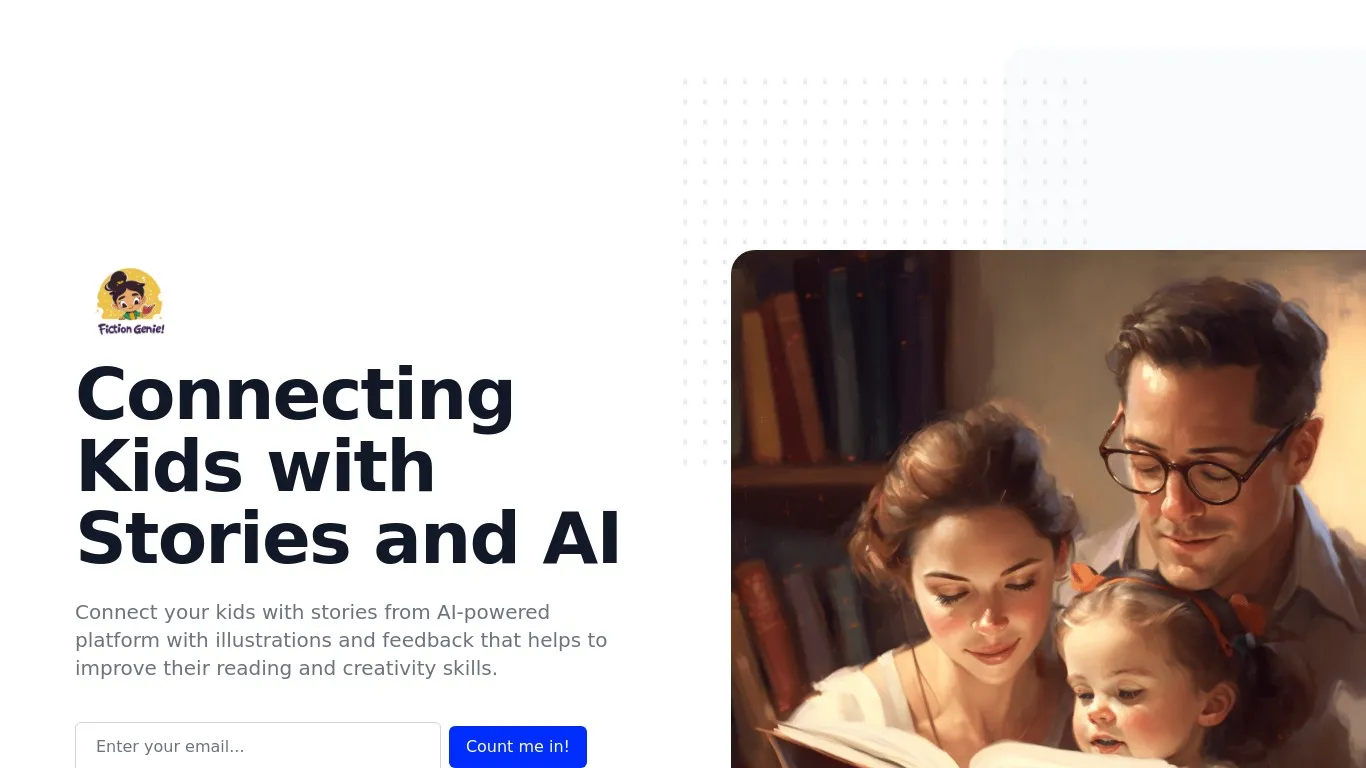 Fiction Genie!
Connecting
Kids with
Stories and AI
Connect your kids with stories from AI-powered
platform with illustrations and feedback that helps to
improve their reading and creativity skills.
Enter your email...
Count me in!